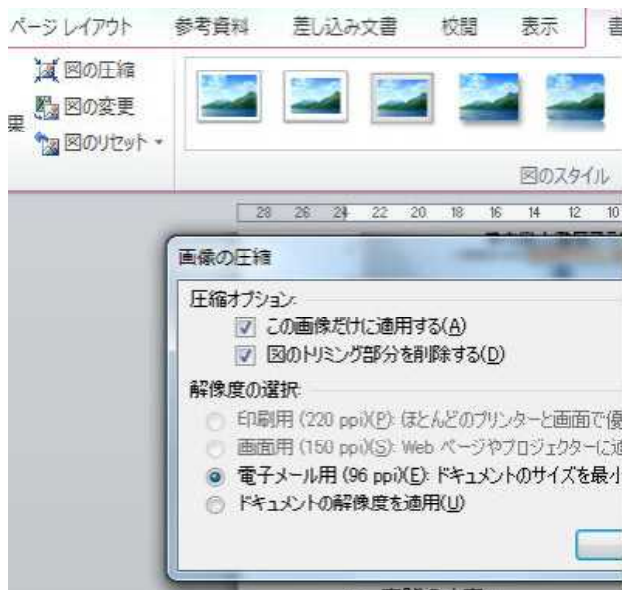 ページ レイアウト 参考資料 差し込み文書 校閲 表示 書
図の圧縮
図の変更
果
図のリセット
図のスタイル
28 26 24 22 20 18 16 14 12 10
画像の圧縮
圧縮オプション:
この画像だけに適用する(A)
図のトリミング部分を削除する(D)
解像度の選択:
印刷用 (220 ppi)(P): ほとんどのプリンターと画面で優
画面用 (150 ppi)(S): Web ページやプロジェクターに適
電子メール用 (96 ppi)(E): ドキュメントのサイズを最小
ドキュメントの解像度を適用(U)